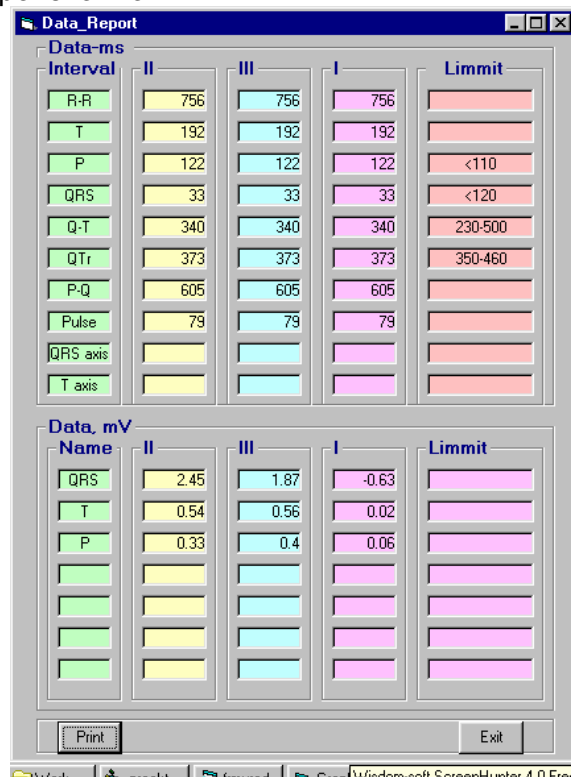 Data_Report
Data-ms
Interval II III I Limmit
R-R 756 756 756
T 192 192 192
P 122 122 122 <110
QRS 33 33 33 <120
Q-T 340 340 340 230-500
QTr 373 373 373 350-460
P-Q 605 605 605
Pulse 79 79 79
QRS axis
T axis
Data, mV
Name II III I Limmit
QRS 2.45 1.87 -0.63
T 0.54 0.56 0.02
P 0.33 0.4 0.06
Print Exit
Wisdom-soft ScreenHunter 4.0 Free